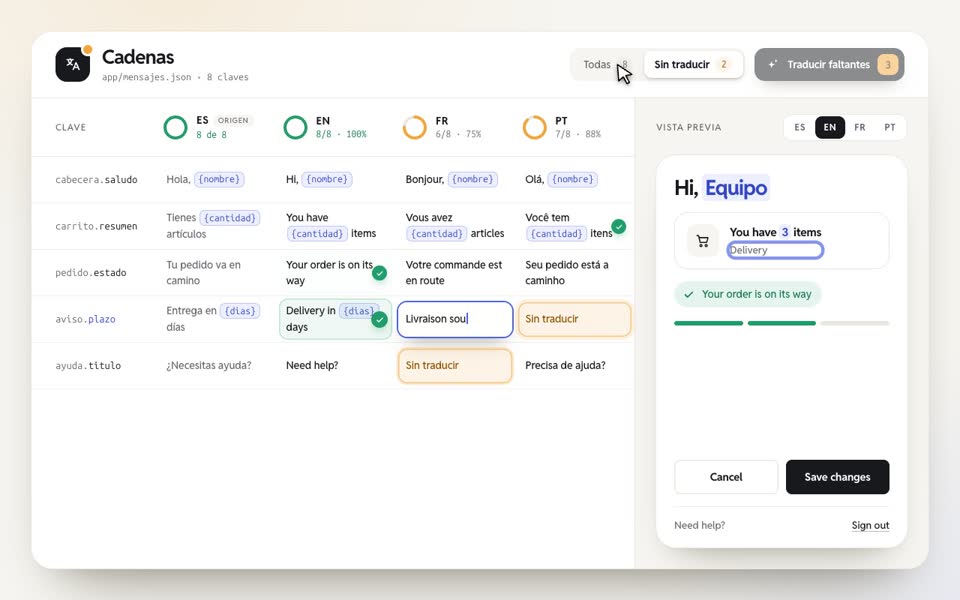 Cadenas
app/mensajes.json · 8 claves
Todas 8
Sin traducir 2
Traducir faltantes 3
CLAVE
ES ORIGEN
8 de 8
EN
8/8 · 100%
FR
6/8 · 75%
PT
7/8 · 88%
VISTA PREVIA
ES EN FR PT
cabecera.saludo
Hola, {nombre}
Hi, {nombre}
Bonjour, {nombre}
Olá, {nombre}
carrito.resumen
Tienes {cantidad}
artículos
You have
{cantidad} items
Vous avez
{cantidad} articles
Você tem
{cantidad} itens
pedido.estado
Tu pedido va en
camino
Your order is on its
way
Votre commande est
en route
Seu pedido está a
caminho
aviso.plazo
Entrega en {dias}
días
Delivery in {dias}
days
Livraison sou
Sin traducir
ayuda.titulo
¿Necesitas ayuda?
Need help?
Sin traducir
Precisa de ajuda?
Hi, Equipo
You have 3 items
Delivery
Your order is on its way
Cancel
Save changes
Need help?
Sign out